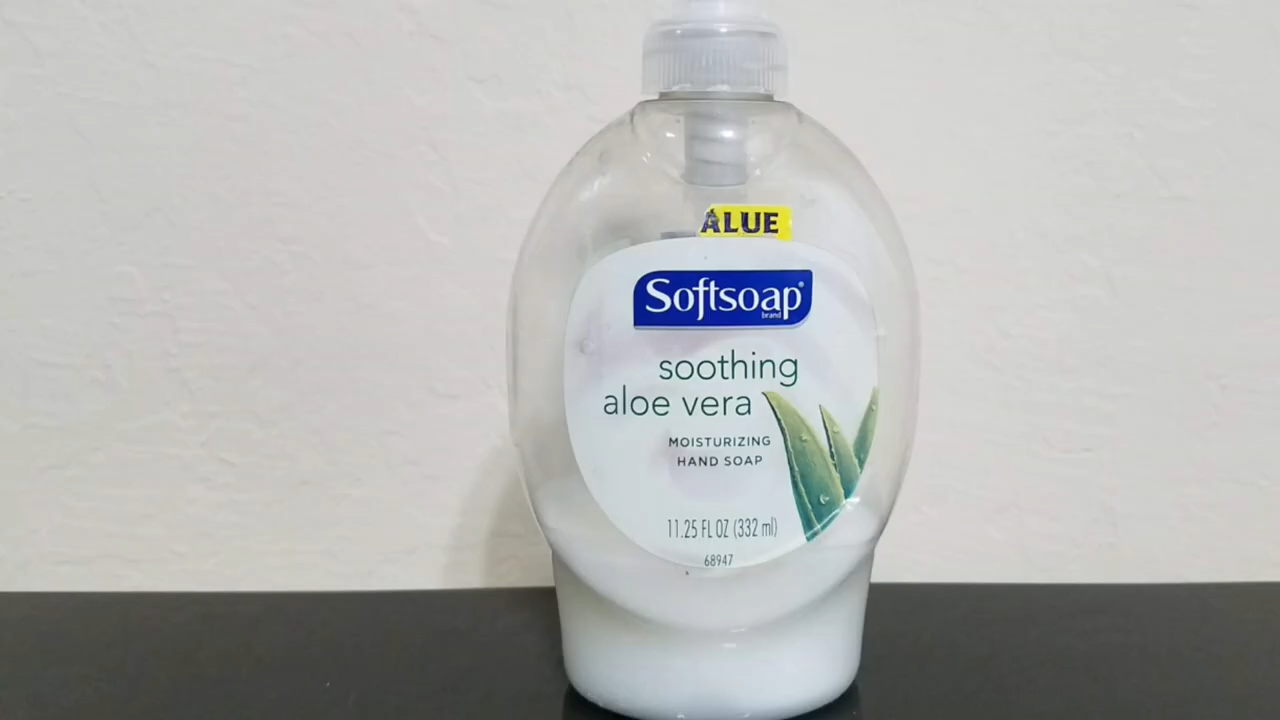 ALUE
Softsoap®
brand
soothing
aloe vera
MOISTURIZING
HAND SOAP
11.25 FL OZ (332 ml)
68947